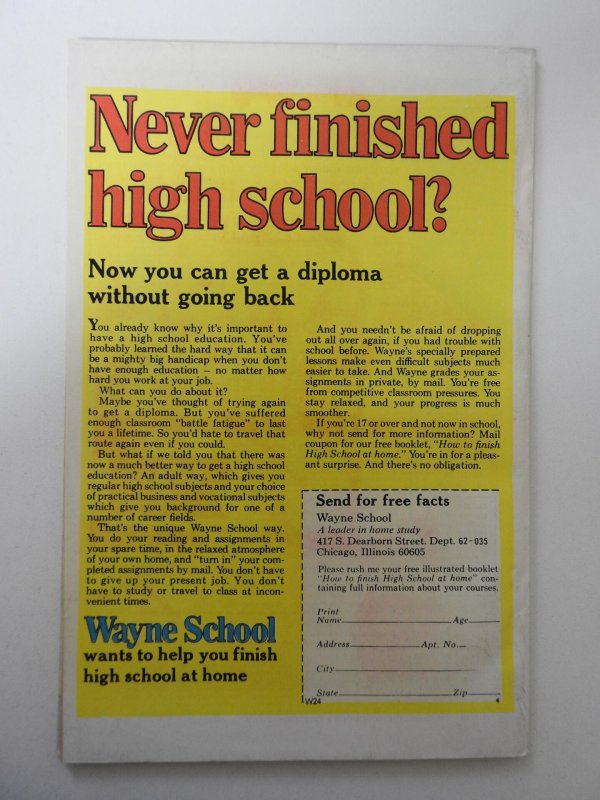 Never finished
high school?
Now you can get a diploma
without going back
You already know why it's important to
have a high school education. You've
probably learned the hard way that it can
be a mighty big handicap when you don't
have enough education – no matter how
hard you work at your job.
What can you do about it?
Maybe you've thought of trying again
to get a diploma. But you've suffered
enough classroom "battle fatigue" to last
you a lifetime. So you'd hate to travel that
route again even if you could.
But what if we told you that there was
now a much better way to get a high school
education? An adult way, which gives you
regular high school subjects and your choice
of practical business and vocational subjects
which give you background for one of a
number of career fields.
That's the unique Wayne School way.
You do your reading and assignments in
your spare time, in the relaxed atmosphere
of your own home, and "turn in" your com-
pleted assignments by mail. You don't have
to give up your present job. You don't
have to study or travel to class at incon-
venient times.
Wayne School
wants to help you finish
high school at home
And you needn't be afraid of dropping
out all over again, if you had trouble with
school before. Wayne's specially prepared
lessons make even difficult subjects much
easier to take. And Wayne grades your as-
signments in private, by mail. You're free
from competitive classroom pressures. You
stay relaxed, and your progress is much
smoother.
If you're 17 or over and not now in school,
why not send for more information? Mail
coupon for our free booklet, "How to finish
High School at home." You're in for a pleas-
ant surprise. And there's no obligation.
Send for free facts
Wayne School
A leader in home study
417 S. Dearborn Street. Dept. 62-035
Chicago, Illinois 60605
Please rush me your free illustrated booklet
"How to finish High School at home" con-
taining full information about your courses.
Print
Name Age
Address Apt. No.
City
State Zip
W24 4